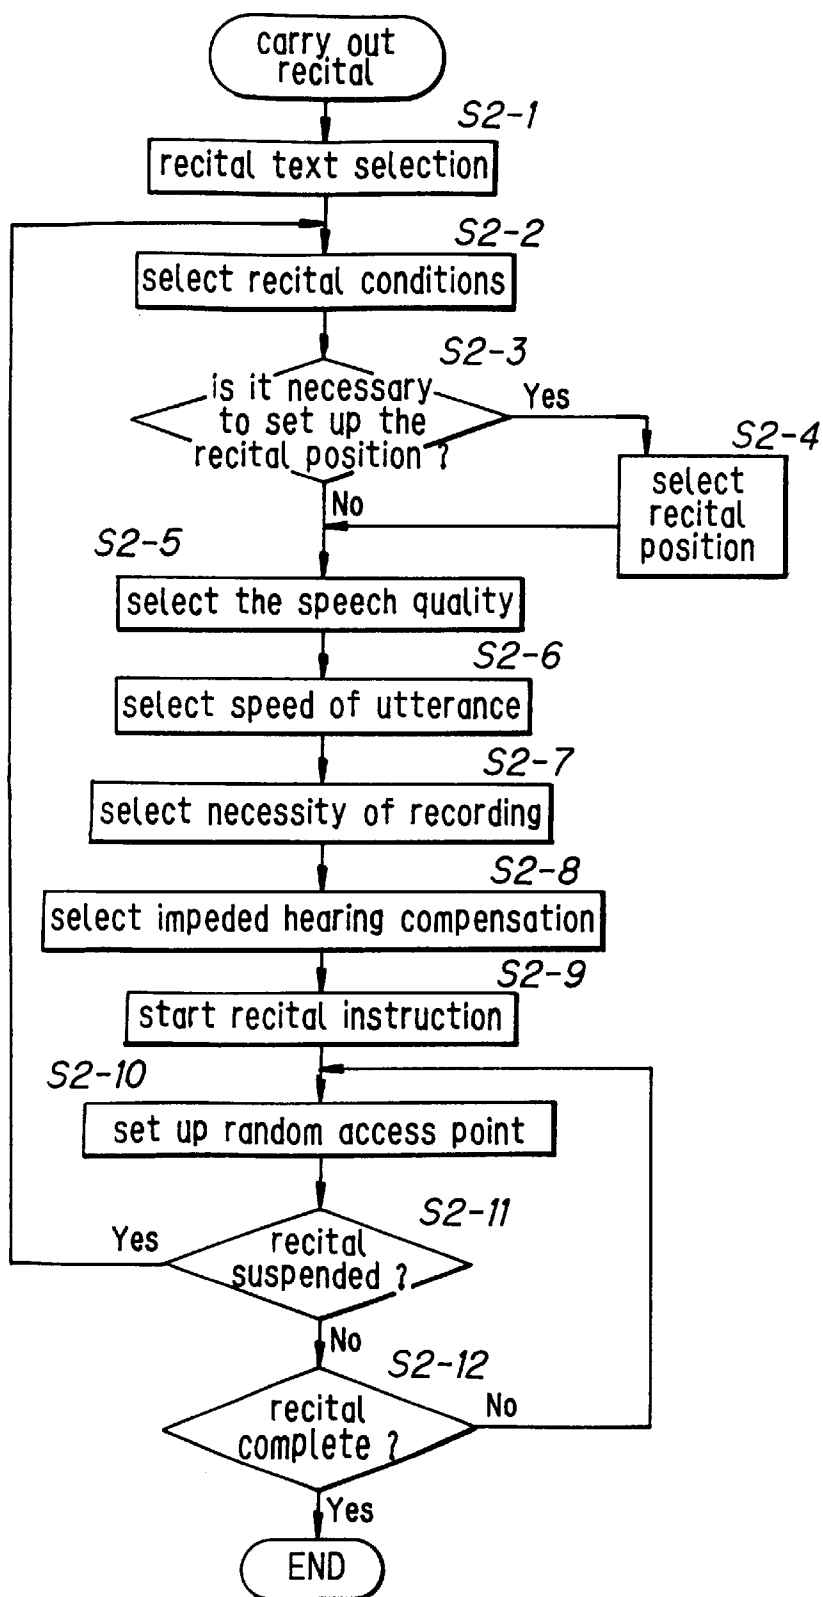 carry out
recital
S2-1
recital text selection
S2-2
select recital conditions
S2-3
is it necessary
to set up the
recital position ?
Yes
No
S2-4
select
recital
position
S2-5
select the speech quality
S2-6
select speed of utterance
S2-7
select necessity of recording
S2-8
select impeded hearing compensation
S2-9
start recital instruction
S2-10
set up random access point
S2-11
Yes
recital
suspended ?
No
S2-12
recital
complete ?
No
Yes
END